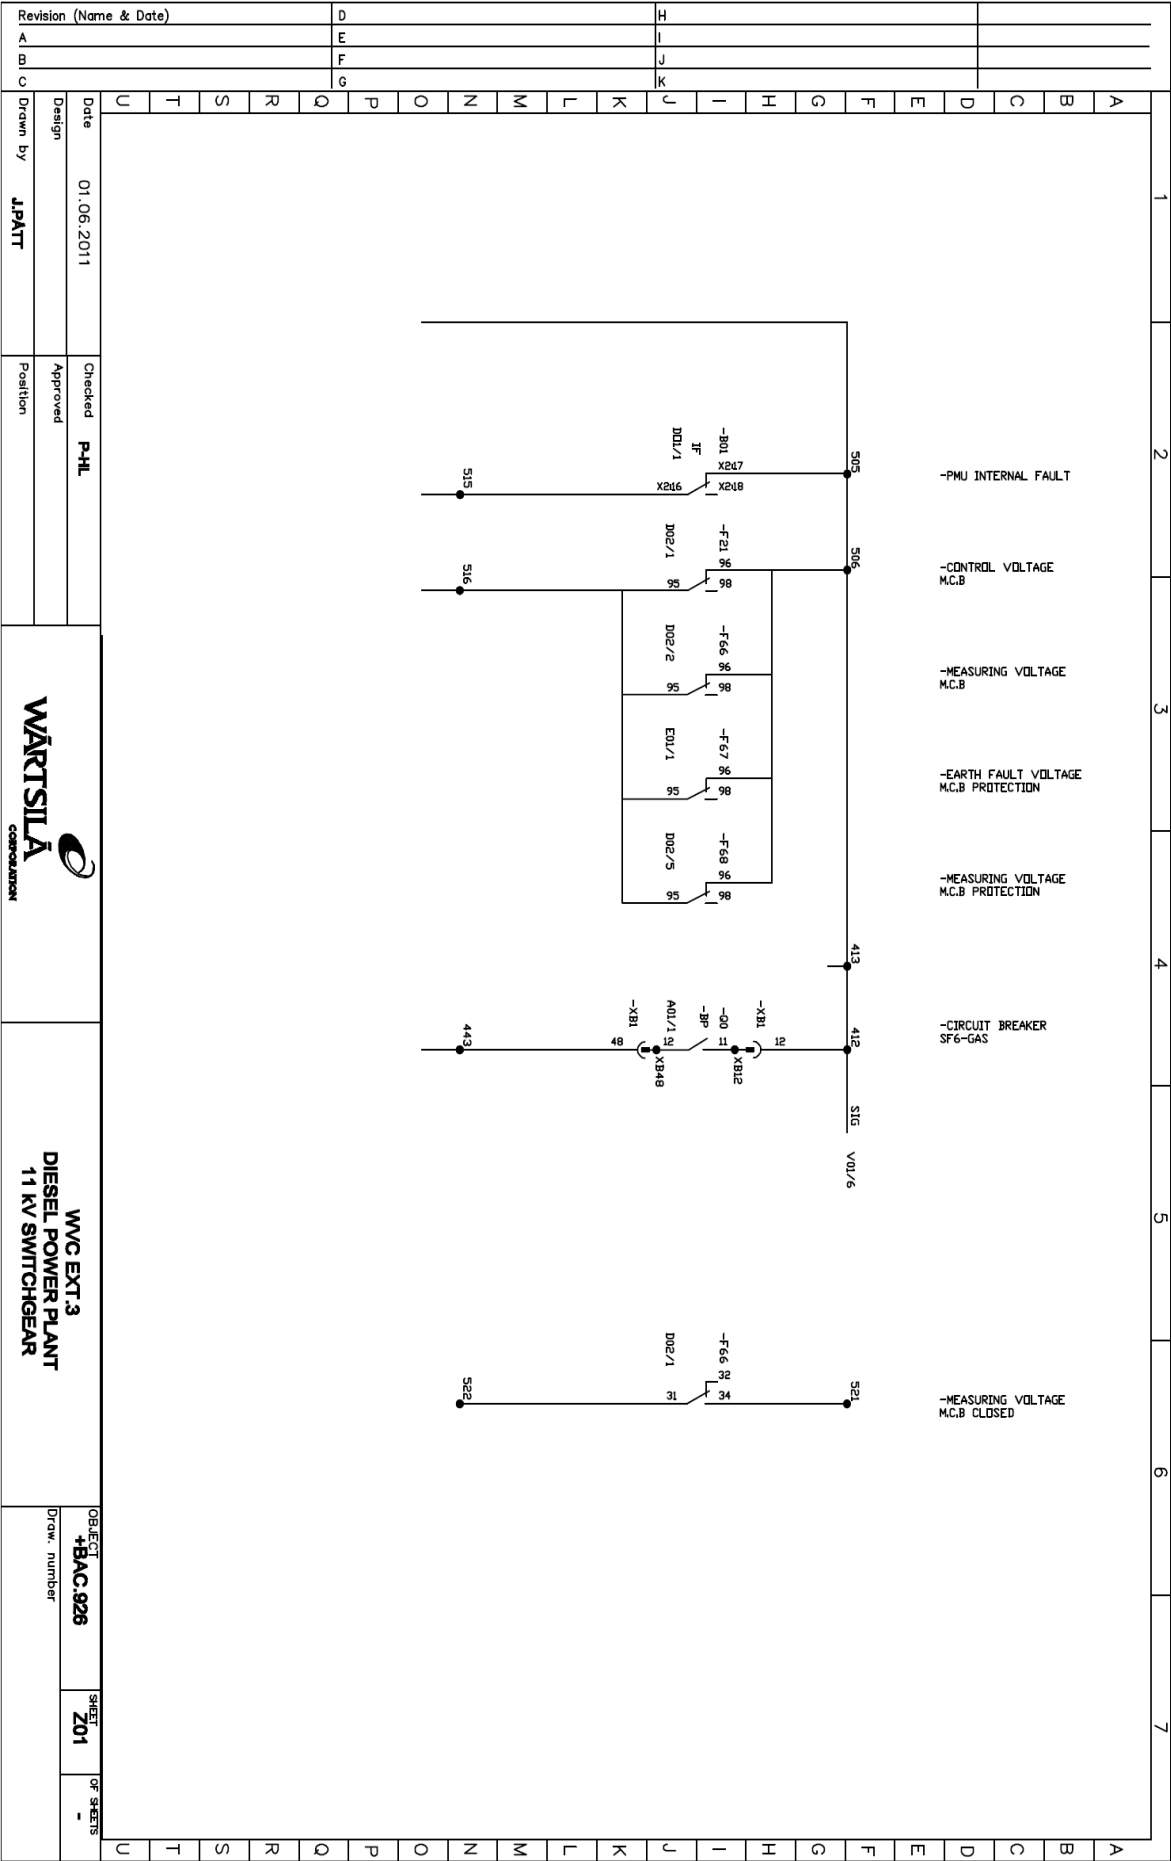 Revision (Name & Date)
A
B
C
D
E
F
G
H
I
J
K
1
2
3
4
5
6
7
A
B
C
D
E
F
G
H
I
J
K
L
M
N
O
P
Q
R
S
T
U
A
B
C
D
E
F
G
H
I
J
K
L
M
N
O
P
Q
R
S
T
U
-PMU INTERNAL FAULT
-CONTROL VOLTAGE
M.C.B
-MEASURING VOLTAGE
M.C.B
-EARTH FAULT VOLTAGE
M.C.B PROTECTION
-MEASURING VOLTAGE
M.C.B PROTECTION
-CIRCUIT BREAKER
SF6-GAS
-MEASURING VOLTAGE
M.C.B CLOSED
505
506
413
412
SIG
V01/6
521
-B01
IF
D01/1
X2:17
X2:18
X2:16
515
-F21
D02/1
96
98
95
516
-F66
D02/2
96
98
95
-F67
E01/1
96
98
95
-F68
D02/5
96
98
95
-XB1
12
XB12
-Q0
-BP
A01/1
11
12
XB48
-XB1
48
443
-F66
D02/1
32
34
31
522
Date 01.06.2011
Design
Drawn by J.PATT
Checked P-HL
Approved
Position
WÄRTSILÄ
CORPORATION
WVC EXT.3
DIESEL POWER PLANT
11 kV SWITCHGEAR
OBJECT
+BAC.926
SHEET
Z01
OF SHEETS
-
Draw. number